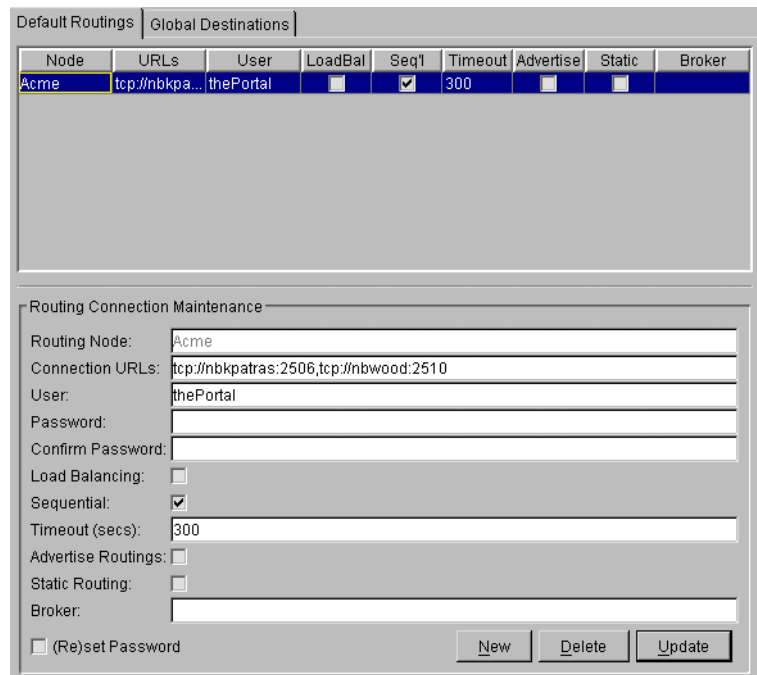 Default Routings Global Destinations
Node URLs User LoadBal Seq'l Timeout Advertise Static Broker
Acme tcp://nbkpa... thePortal 300
Routing Connection Maintenance
Routing Node: Acme
Connection URLs: tcp://nbkpatras:2506,tcp://nbwood:2510
User: thePortal
Password:
Confirm Password:
Load Balancing:
Sequential:
Timeout (secs): 300
Advertise Routings:
Static Routing:
Broker:
(Re)set Password New Delete Update